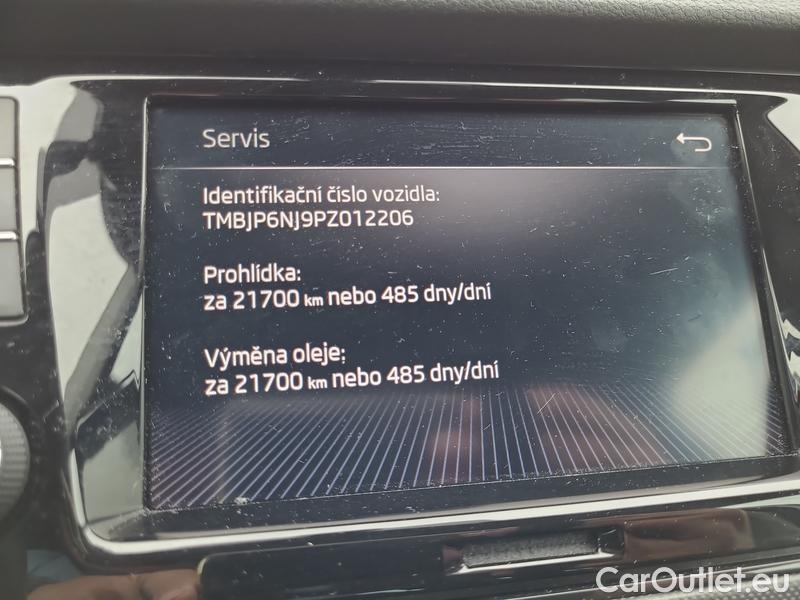 Servis
Identifikační číslo vozidla:
TMBJP6NJ9PZ012206
Prohlídka:
za 21700 km nebo 485 dny/dní
Výměna oleje:
za 21700 km nebo 485 dny/dní
CarOutlet.eu